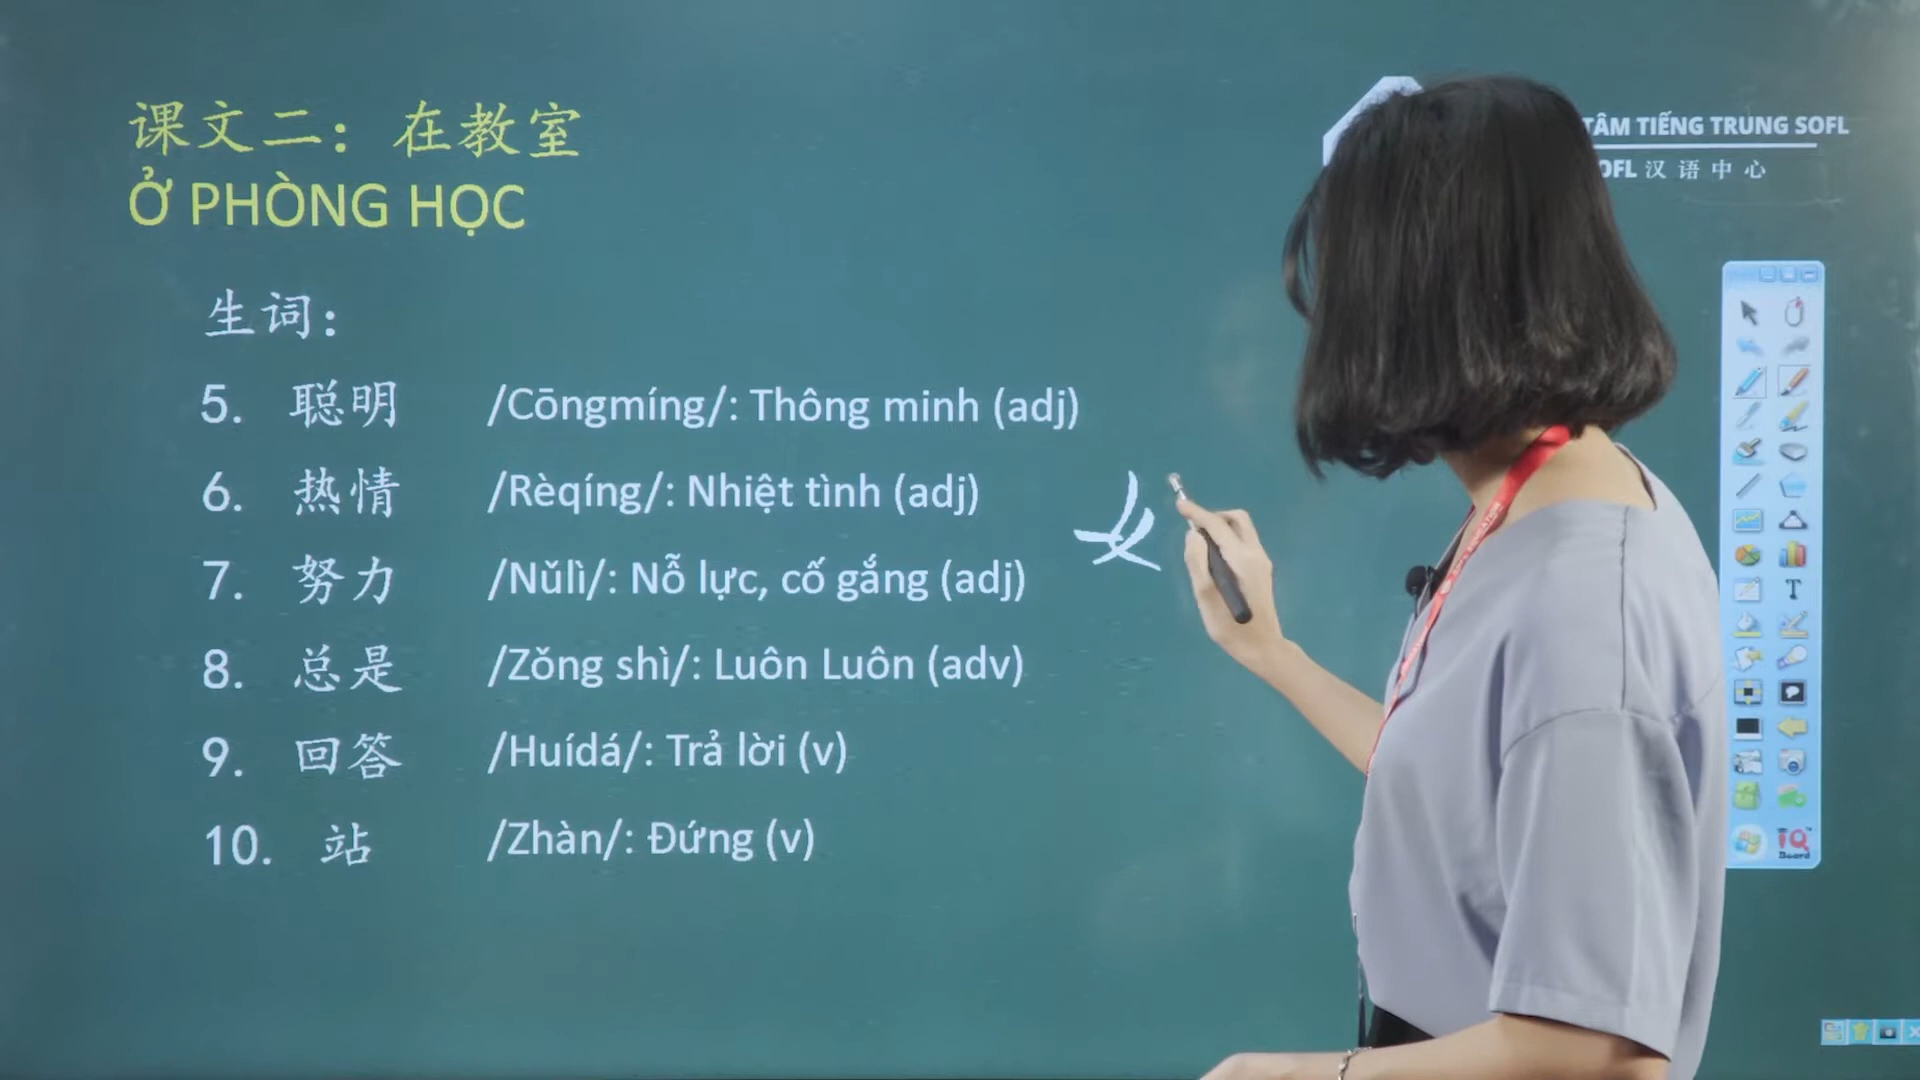 课文二：在教室
Ở PHÒNG HỌC
TÂM TIẾNG TRUNG SOFL
OFL 汉语中心
生词：
5. 聪明 /Cōngmíng/: Thông minh (adj)
6. 热情 /Rèqíng/: Nhiệt tình (adj)
7. 努力 /Nǔlì/: Nỗ lực, cố gắng (adj)
8. 总是 /Zǒng shì/: Luôn Luôn (adv)
9. 回答 /Huídá/: Trả lời (v)
10. 站 /Zhàn/: Đứng (v)
女
T
IQ
Board